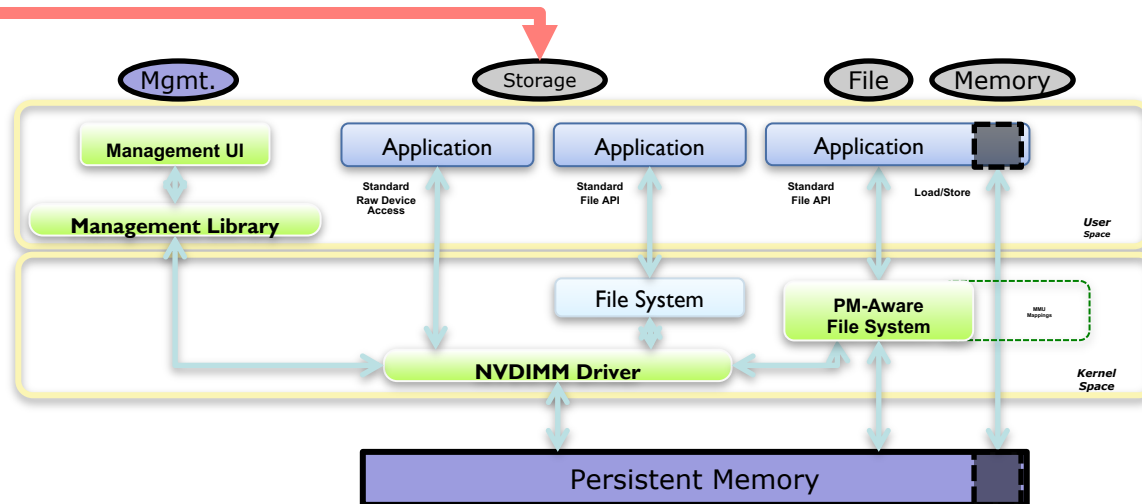 Mgmt.
Storage
File
Memory
Management UI
Application
Application
Application
Standard
Raw Device
Access
Standard
File API
Standard
File API
Load/Store
Management Library
User
Space
File System
PM-Aware
File System
MMU
Mappings
NVDIMM Driver
Kernel
Space
Persistent Memory